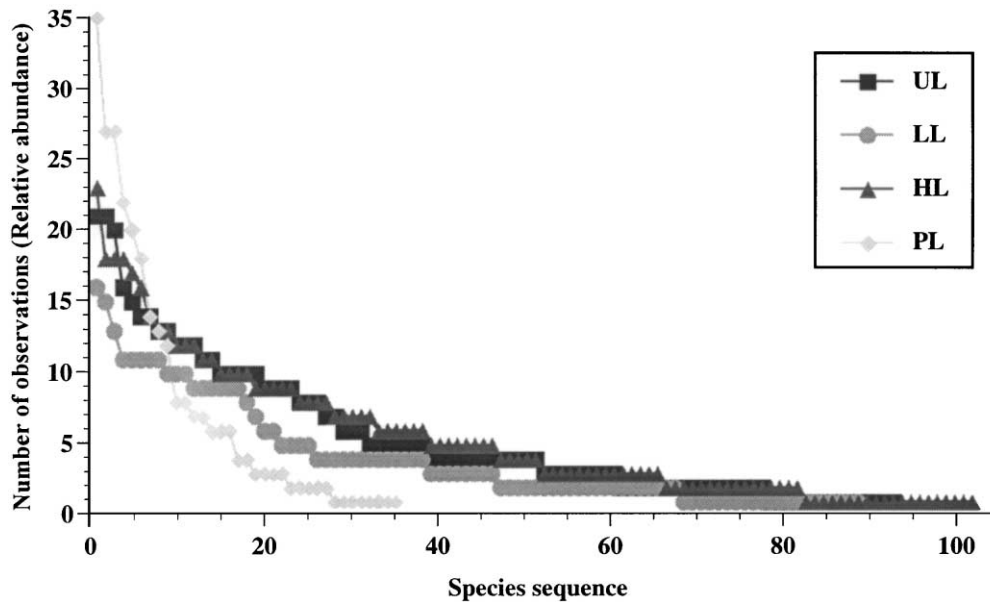 Number of observations (Relative abundance)
35
30
25
20
15
10
5
0
0
20
40
60
80
100
Species sequence
UL
LL
HL
PL